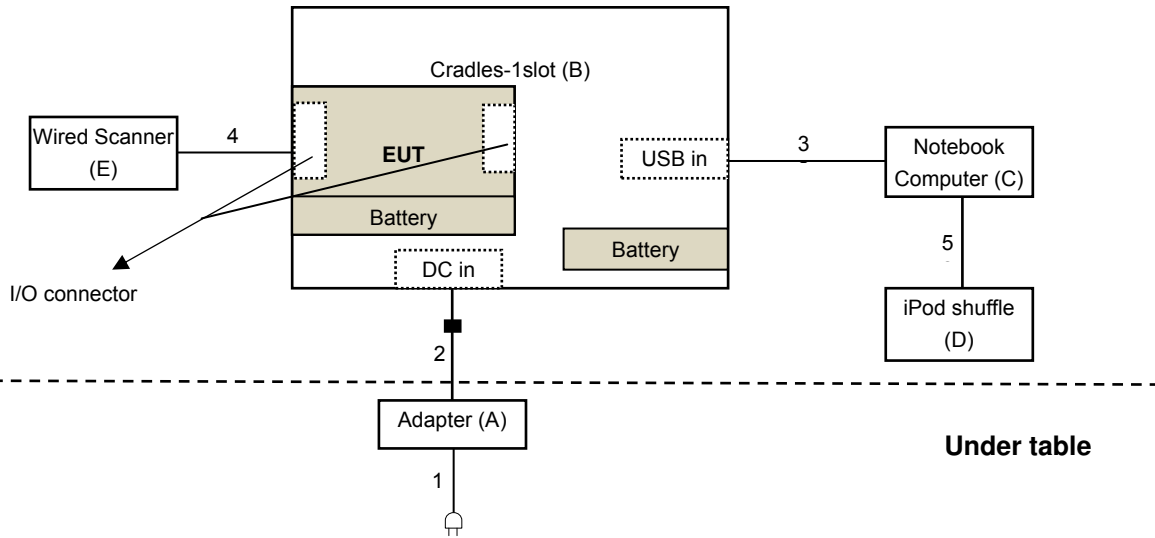 Cradles-1slot (B)
Wired Scanner
(E)
4
EUT
USB in
3
Notebook
Computer (C)
Battery
Battery
5
DC in
I/O connector
iPod shuffle
(D)
2
Adapter (A)
Under table
1